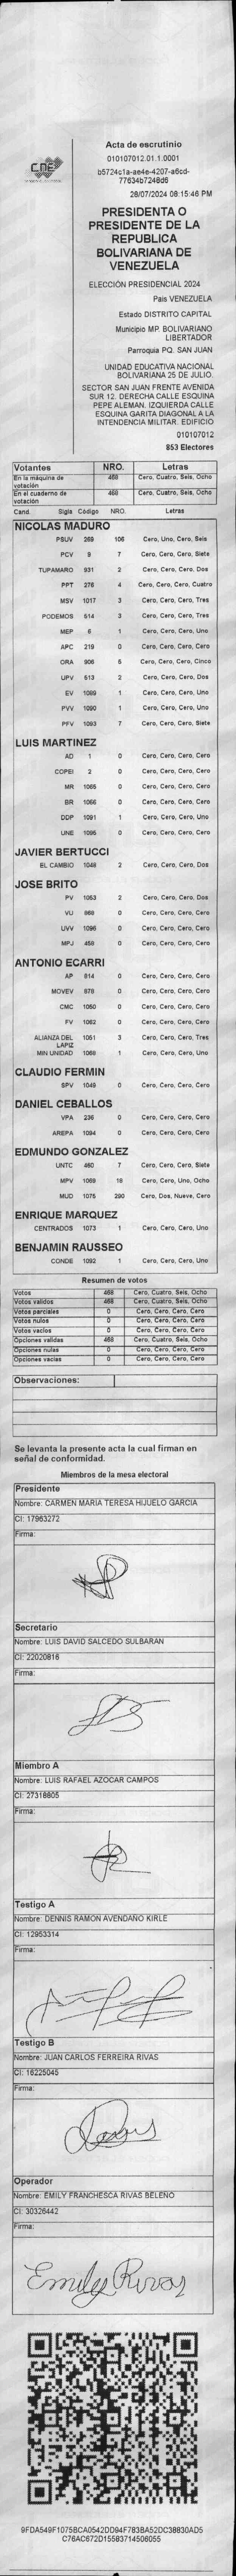 CNE
Acta de escrutinio
010107012.01.1.0001
b5724c1a-ae4e-4207-a6cd-
77634b7248d6
28/07/2024 08:15:46 PM
PRESIDENTA O
PRESIDENTE DE LA
REPUBLICA
BOLIVARIANA DE
VENEZUELA
ELECCIÓN PRESIDENCIAL 2024
Pais VENEZUELA
Estado DISTRITO CAPITAL
Municipio MP. BOLIVARIANO
LIBERTADOR
Parroquia PQ. SAN JUAN
UNIDAD EDUCATIVA NACIONAL
BOLIVARIANA 25 DE JULIO.
SECTOR SAN JUAN FRENTE AVENIDA
SUR 12. DERECHA CALLE ESQUINA
PEPE ALEMAN. IZQUIERDA CALLE
ESQUINA GARITA DIAGONAL A LA
INTENDENCIA MILITAR. EDIFICIO
010107012
853 Electores
Votantes NRO. Letras
En la máquina de votación 468 Cero, Cuatro, Seis, Ocho
En el cuaderno de votación 468 Cero, Cuatro, Seis, Ocho
Cand. Sigla Código NRO. Letras
NICOLAS MADURO
PSUV 269 106 Cero, Uno, Cero, Seis
PCV 9 7 Cero, Cero, Cero, Siete
TUPAMARO 931 2 Cero, Cero, Cero, Dos
PPT 276 4 Cero, Cero, Cero, Cuatro
MSV 1017 3 Cero, Cero, Cero, Tres
PODEMOS 514 3 Cero, Cero, Cero, Tres
MEP 6 1 Cero, Cero, Cero, Uno
APC 219 0 Cero, Cero, Cero, Cero
ORA 906 5 Cero, Cero, Cero, Cinco
UPV 513 2 Cero, Cero, Cero, Dos
EV 1099 1 Cero, Cero, Cero, Uno
PVV 1090 1 Cero, Cero, Cero, Uno
PFV 1093 7 Cero, Cero, Cero, Siete
LUIS MARTINEZ
AD 1 0 Cero, Cero, Cero, Cero
COPEI 2 0 Cero, Cero, Cero, Cero
MR 1065 0 Cero, Cero, Cero, Cero
BR 1066 0 Cero, Cero, Cero, Cero
DDP 1091 1 Cero, Cero, Cero, Uno
UNE 1095 0 Cero, Cero, Cero, Cero
JAVIER BERTUCCI
EL CAMBIO 1048 2 Cero, Cero, Cero, Dos
JOSE BRITO
PV 1053 2 Cero, Cero, Cero, Dos
VU 868 0 Cero, Cero, Cero, Cero
UVV 1096 0 Cero, Cero, Cero, Cero
MPJ 459 0 Cero, Cero, Cero, Cero
ANTONIO ECARRI
AP 814 0 Cero, Cero, Cero, Cero
MOVEV 878 0 Cero, Cero, Cero, Cero
CMC 1050 0 Cero, Cero, Cero, Cero
FV 1062 0 Cero, Cero, Cero, Cero
ALIANZA DEL LAPIZ 1051 3 Cero, Cero, Cero, Tres
MIN UNIDAD 1068 1 Cero, Cero, Cero, Uno
CLAUDIO FERMIN
SPV 1049 0 Cero, Cero, Cero, Cero
DANIEL CEBALLOS
VPA 236 0 Cero, Cero, Cero, Cero
AREPA 1094 0 Cero, Cero, Cero, Cero
EDMUNDO GONZALEZ
UNTC 480 7 Cero, Cero, Cero, Siete
MPV 1069 18 Cero, Cero, Uno, Ocho
MUD 1075 290 Cero, Dos, Nueve, Cero
ENRIQUE MARQUEZ
CENTRADOS 1073 1 Cero, Cero, Cero, Uno
BENJAMIN RAUSSEO
CONDE 1092 1 Cero, Cero, Cero, Uno
Resumen de votos
Votos 468 Cero, Cuatro, Seis, Ocho
Votos validos 468 Cero, Cuatro, Seis, Ocho
Votos parciales 0 Cero, Cero, Cero, Cero
Votos nulos 0 Cero, Cero, Cero, Cero
Votos vacios 0 Cero, Cero, Cero, Cero
Opciones validas 468 Cero, Cuatro, Seis, Ocho
Opciones nulas 0 Cero, Cero, Cero, Cero
Opciones vacias 0 Cero, Cero, Cero, Cero
Observaciones:
Se levanta la presente acta la cual firman en
señal de conformidad.
Miembros de la mesa electoral
Presidente
Nombre: CARMEN MARIA TERESA HIJUELO GARCIA
CI: 17963272
Firma:
Secretario
Nombre: LUIS DAVID SALCEDO SULBARAN
CI: 22020816
Firma:
Miembro A
Nombre: LUIS RAFAEL AZOCAR CAMPOS
CI: 27318805
Firma:
Testigo A
Nombre: DENNIS RAMON AVENDAÑO KIRLE
CI: 12953314
Firma:
Testigo B
Nombre: JUAN CARLOS FERREIRA RIVAS
CI: 16225045
Firma:
Operador
Nombre: EMILY FRANCHESCA RIVAS BELEÑO
CI: 30326442
Firma:
Emily Rivas
9FDA549F1075BCA0542DD94F783BA52DC38830AD5
C76AC672D15583714506055